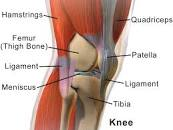 Hamstrings
Quadriceps
Femur
(Thigh Bone)
Patella
Ligament
Ligament
Meniscus
Tibia
Knee